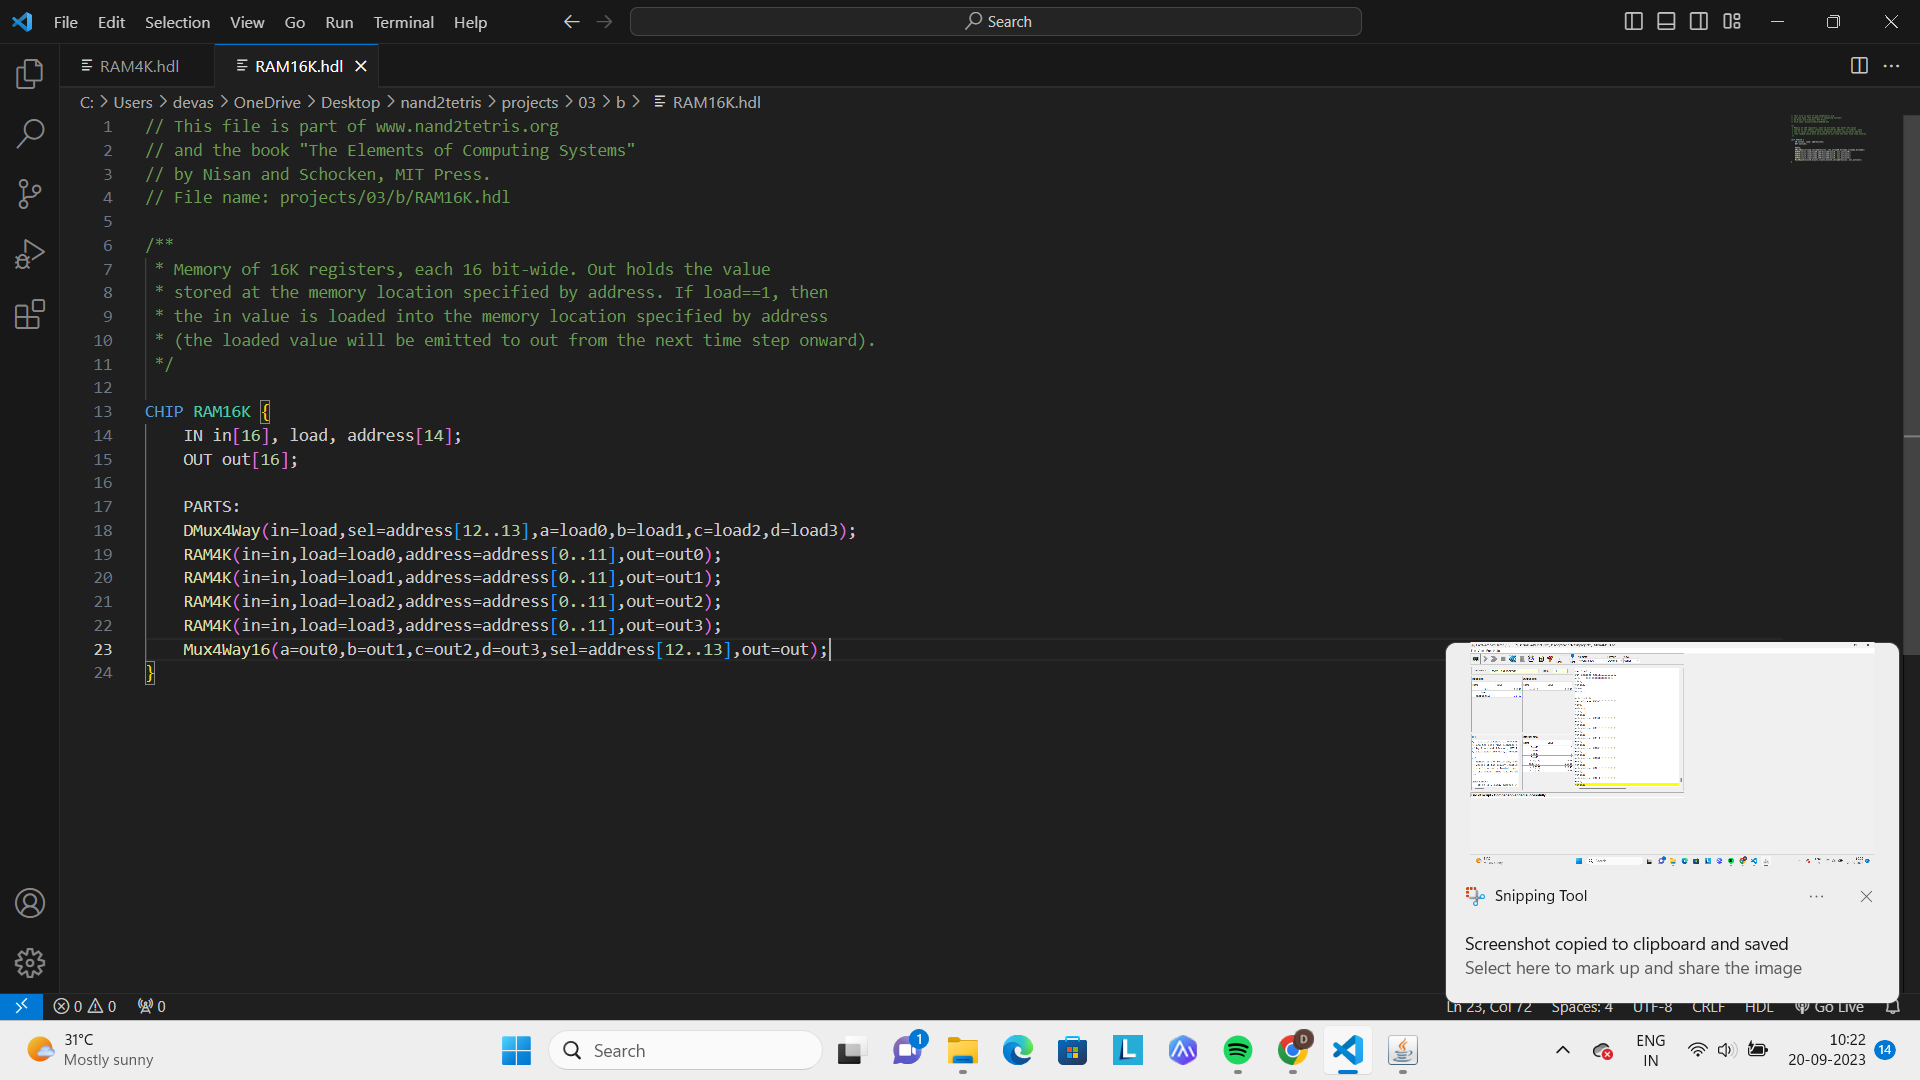 File Edit Selection View Go Run Terminal Help
Search
RAM4K.hdl
RAM16K.hdl
C: > Users > devas > OneDrive > Desktop > nand2tetris > projects > 03 > b > RAM16K.hdl
1 // This file is part of www.nand2tetris.org
2 // and the book "The Elements of Computing Systems"
3 // by Nisan and Schocken, MIT Press.
4 // File name: projects/03/b/RAM16K.hdl
5
6 /**
7 * Memory of 16K registers, each 16 bit-wide. Out holds the value
8 * stored at the memory location specified by address. If load==1, then
9 * the in value is loaded into the memory location specified by address
10 * (the loaded value will be emitted to out from the next time step onward).
11 */
12
13 CHIP RAM16K {
14 IN in[16], load, address[14];
15 OUT out[16];
16
17 PARTS:
18 DMux4Way(in=load,sel=address[12..13],a=load0,b=load1,c=load2,d=load3);
19 RAM4K(in=in,load=load0,address=address[0..11],out=out0);
20 RAM4K(in=in,load=load1,address=address[0..11],out=out1);
21 RAM4K(in=in,load=load2,address=address[0..11],out=out2);
22 RAM4K(in=in,load=load3,address=address[0..11],out=out3);
23 Mux4Way16(a=out0,b=out1,c=out2,d=out3,sel=address[12..13],out=out);
24 }
Snipping Tool
Screenshot copied to clipboard and saved
Select here to mark up and share the image
0 0 0
Ln 23, Col 72 Spaces: 4 UTF-8 CRLF HDL Go Live
31°C
Mostly sunny
Search
1
D
ENG
IN
10:22
20-09-2023
14